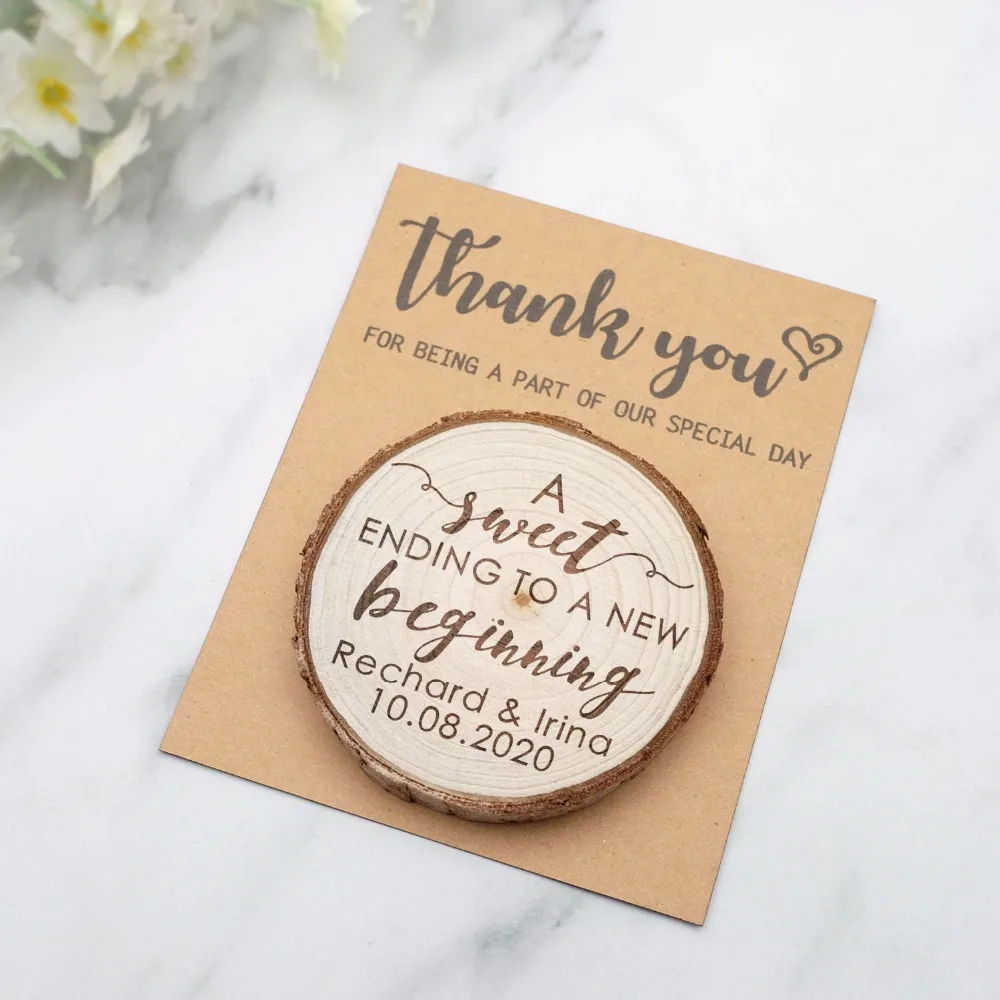 thank you
FOR BEING A PART OF OUR SPECIAL DAY
A
sweet
ENDING TO A NEW
beginning
Rechard & Irina
10.08.2020